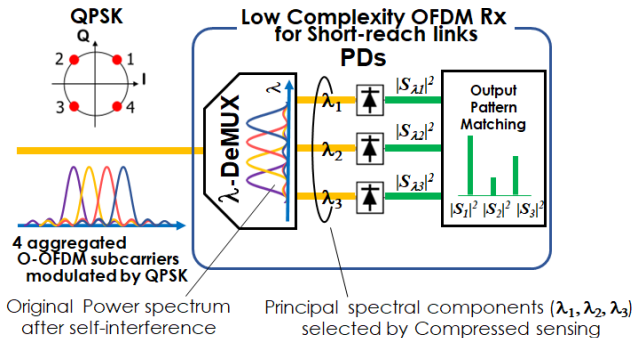 QPSK
Q
2
1
I
3
4
Low Complexity OFDM Rx
for Short-reach links
PDs
λ-DeMUX
λ
λ1
λ2
λ3
|Sλ1|²
|Sλ2|²
|Sλ3|²
Output
Pattern
Matching
|S1|² |S2|² |S3|²
4 aggregated
O-OFDM subcarriers
modulated by QPSK
Original Power spectrum
after self-interference
Principal spectral components (λ1, λ2, λ3)
selected by Compressed sensing